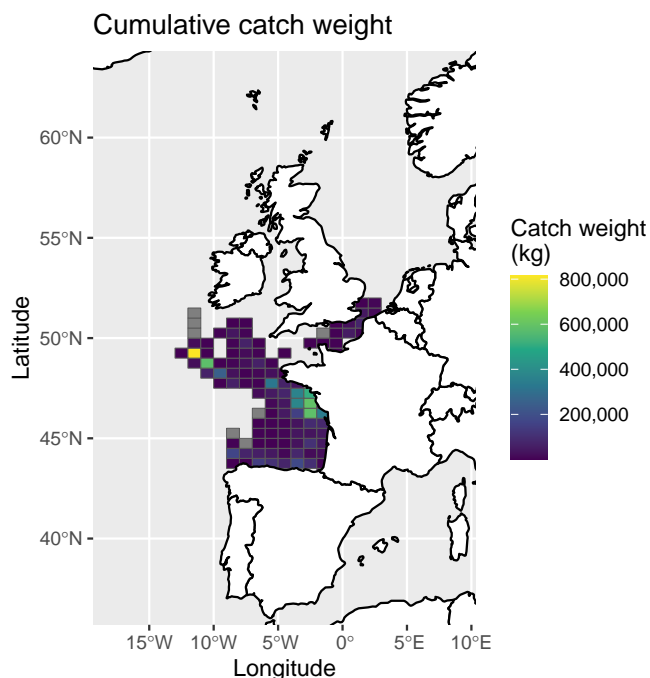 Cumulative catch weight
60°N
55°N
50°N
45°N
40°N
Latitude
15°W
10°W
5°W
0°
5°E
10°E
Longitude
Catch weight
(kg)
800,000
600,000
400,000
200,000